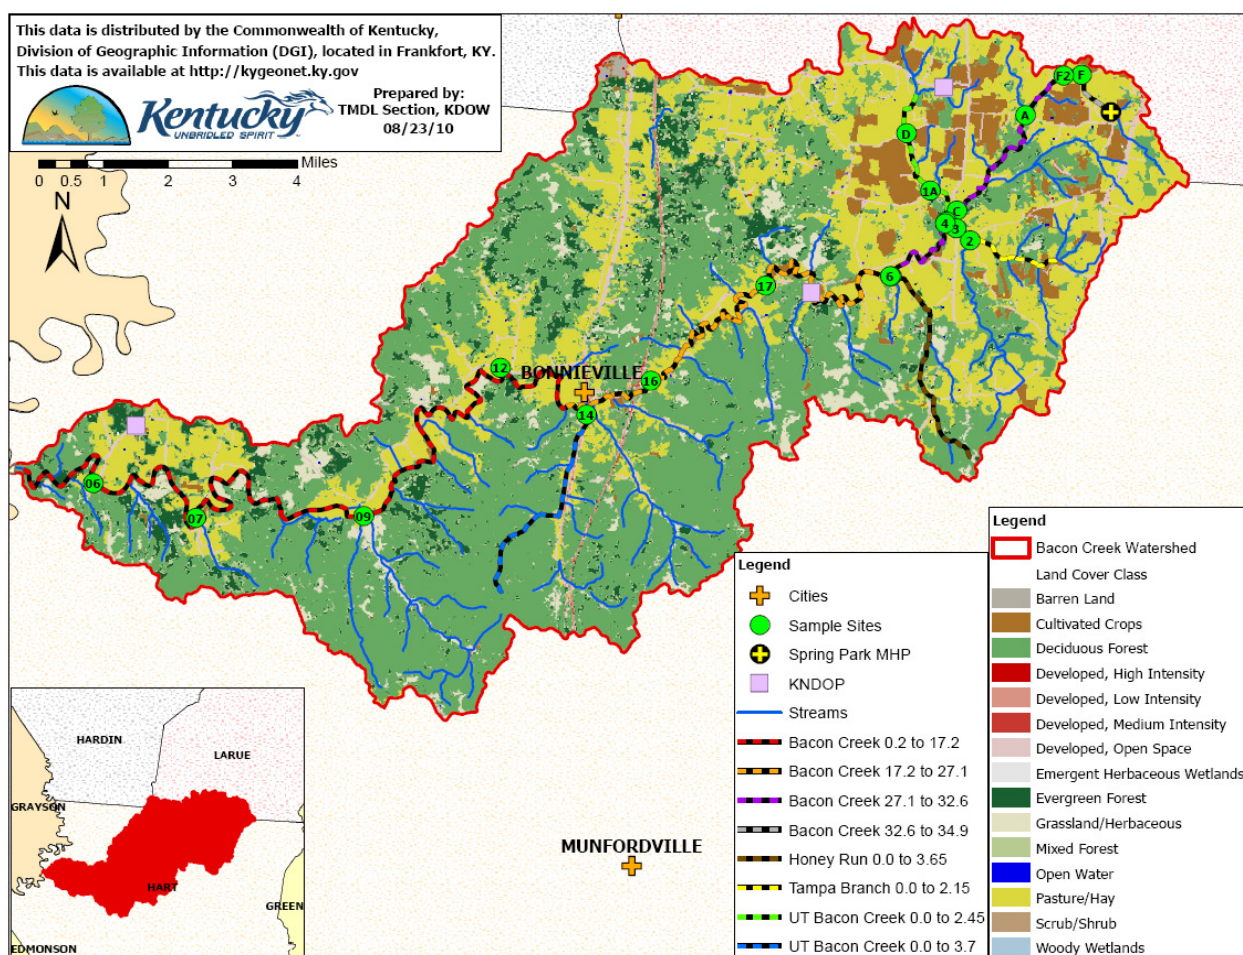 This data is distributed by the Commonwealth of Kentucky,
Division of Geographic Information (DGI), located in Frankfort, KY.
This data is available at http://kygeonet.ky.gov
Kentucky
UNBRIDLED SPIRIT
Prepared by:
TMDL Section, KDOW
08/23/10
Miles
0 0.5 1 2 3 4
N
F2
F
A
D
1A
C
4
3
2
6
17
12
BONNIEVILLE
16
14
06
07
09
MUNFORDVILLE
HARDIN
LARUE
GRAYSON
HART
GREEN
EDMONSON
Legend
Cities
Sample Sites
Spring Park MHP
KNDOP
Streams
Bacon Creek 0.2 to 17.2
Bacon Creek 17.2 to 27.1
Bacon Creek 27.1 to 32.6
Bacon Creek 32.6 to 34.9
Honey Run 0.0 to 3.65
Tampa Branch 0.0 to 2.15
UT Bacon Creek 0.0 to 2.45
UT Bacon Creek 0.0 to 3.7
Legend
Bacon Creek Watershed
Land Cover Class
Barren Land
Cultivated Crops
Deciduous Forest
Developed, High Intensity
Developed, Low Intensity
Developed, Medium Intensity
Developed, Open Space
Emergent Herbaceous Wetlands
Evergreen Forest
Grassland/Herbaceous
Mixed Forest
Open Water
Pasture/Hay
Scrub/Shrub
Woody Wetlands